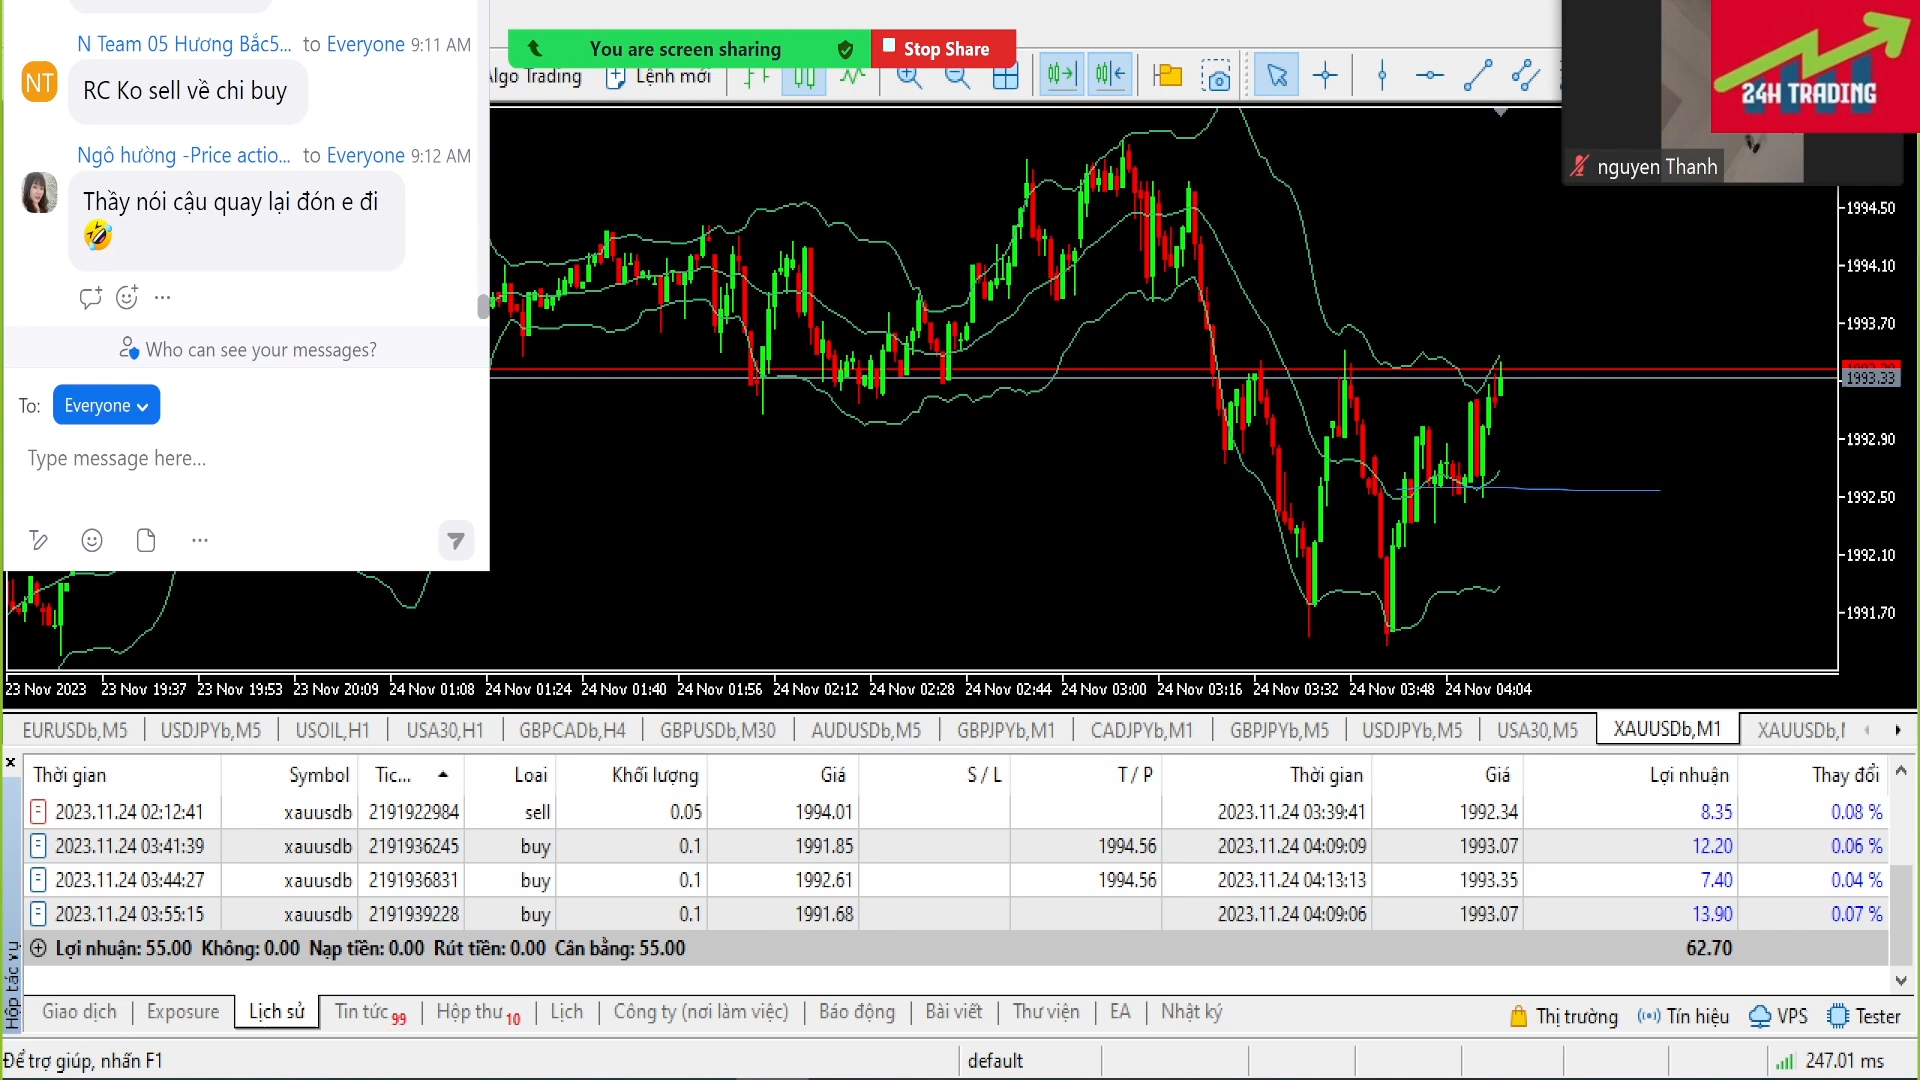 N Team 05 Hương Bắc5... to Everyone 9:11 AM
NT
RC Ko sell về chi buy
Ngô hường -Price actio... to Everyone 9:12 AM
Thầy nói cậu quay lại đón e đi
Who can see your messages?
To: Everyone
Type message here...
You are screen sharing
Stop Share
lgo Trading
Lệnh mới
24H TRADING
nguyen Thanh
1994.50
1994.10
1993.70
1993.33
1992.90
1992.50
1992.10
1991.70
23 Nov 2023 23 Nov 19:37 23 Nov 19:53 23 Nov 20:09 24 Nov 01:08 24 Nov 01:24 24 Nov 01:40 24 Nov 01:56 24 Nov 02:12 24 Nov 02:28 24 Nov 02:44 24 Nov 03:00 24 Nov 03:16 24 Nov 03:32 24 Nov 03:48 24 Nov 04:04
EURUSDb,M5 USDJPYb,M5 USOIL,H1 USA30,H1 GBPCADb,H4 GBPUSDb,M30 AUDUSDb,M5 GBPJPYb,M1 CADJPYb,M1 GBPJPYb,M5 USDJPYb,M5 USA30,M5 XAUUSDb,M1 XAUUSDb,
Thời gian Symbol Tic... Loai Khối lượng Giá S / L T / P Thời gian Giá Lợi nhuận Thay đổi
2023.11.24 02:12:41 xauusdb 2191922984 sell 0.05 1994.01 2023.11.24 03:39:41 1992.34 8.35 0.08 %
2023.11.24 03:41:39 xauusdb 2191936245 buy 0.1 1991.85 1994.56 2023.11.24 04:09:09 1993.07 12.20 0.06 %
2023.11.24 03:44:27 xauusdb 2191936831 buy 0.1 1992.61 1994.56 2023.11.24 04:13:13 1993.35 7.40 0.04 %
2023.11.24 03:55:15 xauusdb 2191939228 buy 0.1 1991.68 2023.11.24 04:09:06 1993.07 13.90 0.07 %
Lợi nhuận: 55.00 Không: 0.00 Nạp tiền: 0.00 Rút tiền: 0.00 Cân bằng: 55.00 62.70
Hộp tác vụ
Giao dịch Exposure Lịch sử Tin tức 99 Hộp thư 10 Lịch Công ty (nơi làm việc) Báo động Bài viết Thư viện EA Nhật ký
Thị trường Tín hiệu VPS Tester
Để trợ giúp, nhấn F1 default 247.01 ms